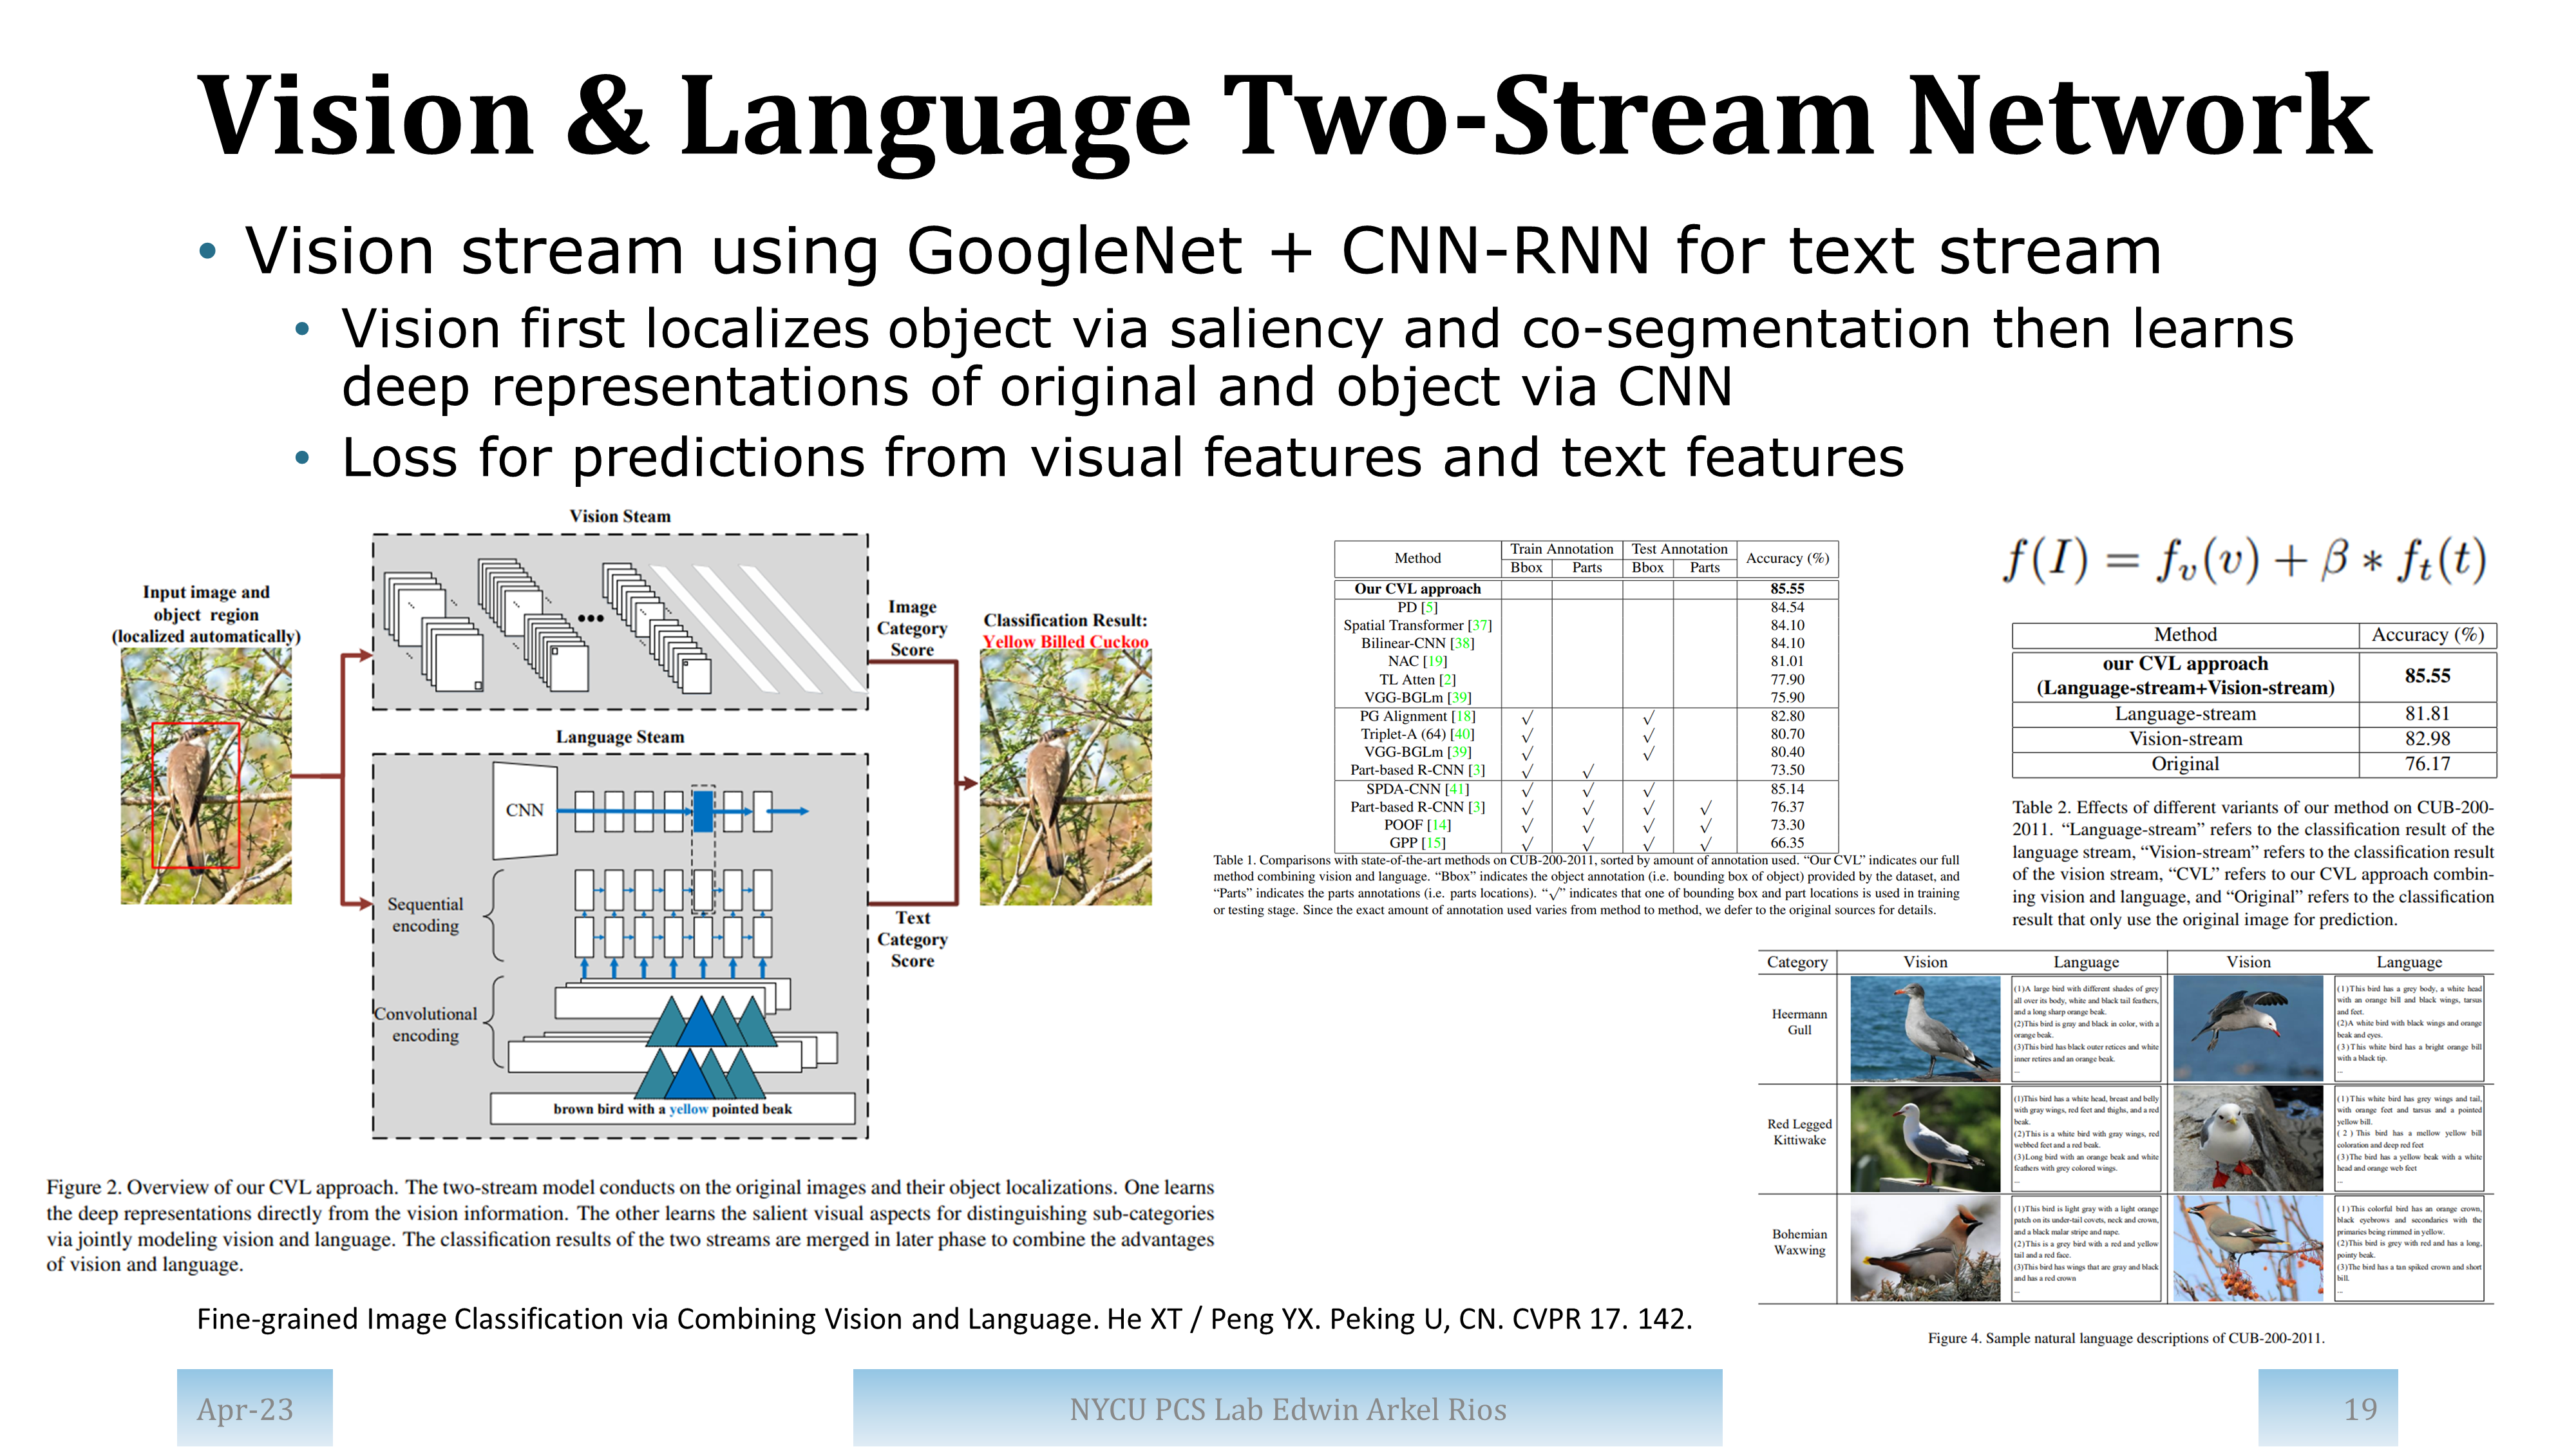 Vision & Language Two-Stream Network
• Vision stream using GoogleNet + CNN-RNN for text stream
• Vision first localizes object via saliency and co-segmentation then learns
deep representations of original and object via CNN
• Loss for predictions from visual features and text features
Vision Steam
Input image and
object region
(localized automatically)
Image
Category
Score
Classification Result:
Yellow Billed Cuckoo
Language Steam
CNN
Sequential
encoding
Convolutional
encoding
brown bird with a yellow pointed beak
Text
Category
Score
Figure 2. Overview of our CVL approach. The two-stream model conducts on the original images and their object localizations. One learns
the deep representations directly from the vision information. The other learns the salient visual aspects for distinguishing sub-categories
via jointly modeling vision and language. The classification results of the two streams are merged in later phase to combine the advantages
of vision and language.
Method Train Annotation Test Annotation Accuracy (%)
Bbox Parts Bbox Parts
Our CVL approach 85.55
PD [5] 84.54
Spatial Transformer [37] 84.10
Bilinear-CNN [38] 84.10
NAC [19] 81.01
TL Atten [2] 77.90
VGG-BGLm [39] 75.90
PG Alignment [18] √ √ 82.80
Triplet-A (64) [40] √ √ 80.70
VGG-BGLm [39] √ √ 80.40
Part-based R-CNN [3] √ √ 73.50
SPDA-CNN [41] √ √ √ 85.14
Part-based R-CNN [3] √ √ √ √ 76.37
POOF [14] √ √ √ √ 73.30
GPP [15] √ √ √ √ 66.35
Table 1. Comparisons with state-of-the-art methods on CUB-200-2011, sorted by amount of annotation used. “Our CVL” indicates our full
method combining vision and language. “Bbox” indicates the object annotation (i.e. bounding box of object) provided by the dataset, and
“Parts” indicates the parts annotations (i.e. parts locations). “√” indicates that one of bounding box and part locations is used in training
or testing stage. Since the exact amount of annotation used varies from method to method, we defer to the original sources for details.
f(I) = fv(v) + β * ft(t)
Method Accuracy (%)
our CVL approach
(Language-stream+Vision-stream) 85.55
Language-stream 81.81
Vision-stream 82.98
Original 76.17
Table 2. Effects of different variants of our method on CUB-200-
2011. “Language-stream” refers to the classification result of the
language stream, “Vision-stream” refers to the classification result
of the vision stream, “CVL” refers to our CVL approach combin-
ing vision and language, and “Original” refers to the classification
result that only use the original image for prediction.
Category Vision Language Vision Language
Heermann
Gull
(1)A large bird with different shades of grey
all over its body, white and black tail feathers,
and a long sharp orange beak.
(2)This bird is gray and black in color, with a
orange beak.
(3)This bird has black outer retices and white
inner retires and an orange beak.
...
(1)This bird has a grey body, a white head
with an orange bill and black wings, tarsus
and feet.
(2)A white bird with black wings and orange
beak and eyes.
(3)This white bird has a bright orange bill
with a black tip.
...
Red Legged
Kittiwake
(1)This bird has a white head, breast and belly
with gray wings, red feet and thighs, and a red
beak.
(2)This is a white bird with gray wings, red
webbed feet and a red beak.
(3)Long bird with an orange beak and white
feathers with grey colored wings.
...
(1)This white bird has grey wings and tail,
with orange feet and tarsus and a pointed
yellow bill.
(2) This bird has a mellow yellow bill
coloration and deep red feet
(3)The bird has a yellow beak with a white
head and orange web feet
...
Bohemian
Waxwing
(1)This bird is light gray with a light orange
patch on its under-tail covets, neck and crown,
and a black malar stripe and nape.
(2)This is a grey bird with a red and yellow
tail and a red face.
(3)This bird has wings that are gray and black
and has a red crown
...
(1)This colorful bird has an orange crown,
black eyebrows and secondaries with the
primaries being rimmed in yellow.
(2)This bird is grey with red and has a long,
pointy beak.
(3)The bird has a tan spiked crown and short
bill.
...
Figure 4. Sample natural language descriptions of CUB-200-2011.
Fine-grained Image Classification via Combining Vision and Language. He XT / Peng YX. Peking U, CN. CVPR 17. 142.
Apr-23
NYCU PCS Lab Edwin Arkel Rios
19